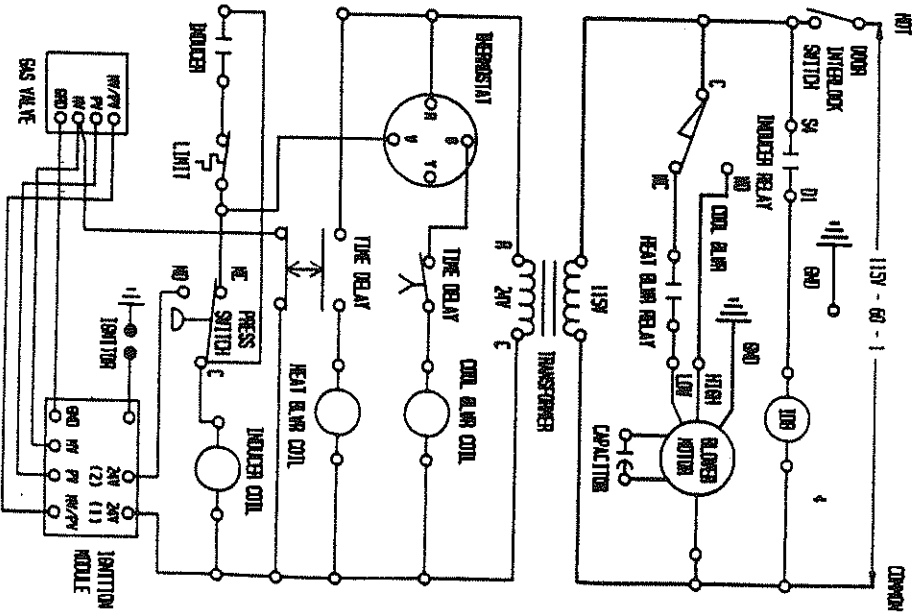 HOT
115V - 60 - 1
COMMON
DOOR
INTERLOCK
SWITCH
GND
SA
D1
INDUCER RELAY
IDR
C
NO
COOL BLWR
NC
HEAT BLWR RELAY
GND
HIGH
LOW
BLOWER
MOTOR
CAPACITOR
115V
TRANSFORMER
R
24V
C
THERMOSTAT
R
G
W
Y
TIME DELAY
COOL BLWR COIL
TIME DELAY
HEAT BLWR COIL
INDUCER
LIMIT
NC
NO
PRESS
SWITCH
C
INDUCER COIL
GAS VALVE
MV/PV
PV
MV
GRD
IGNITOR
GND
MV
PV
MV/PV
24V
(2)
24V
(1)
IGNITION
MODULE